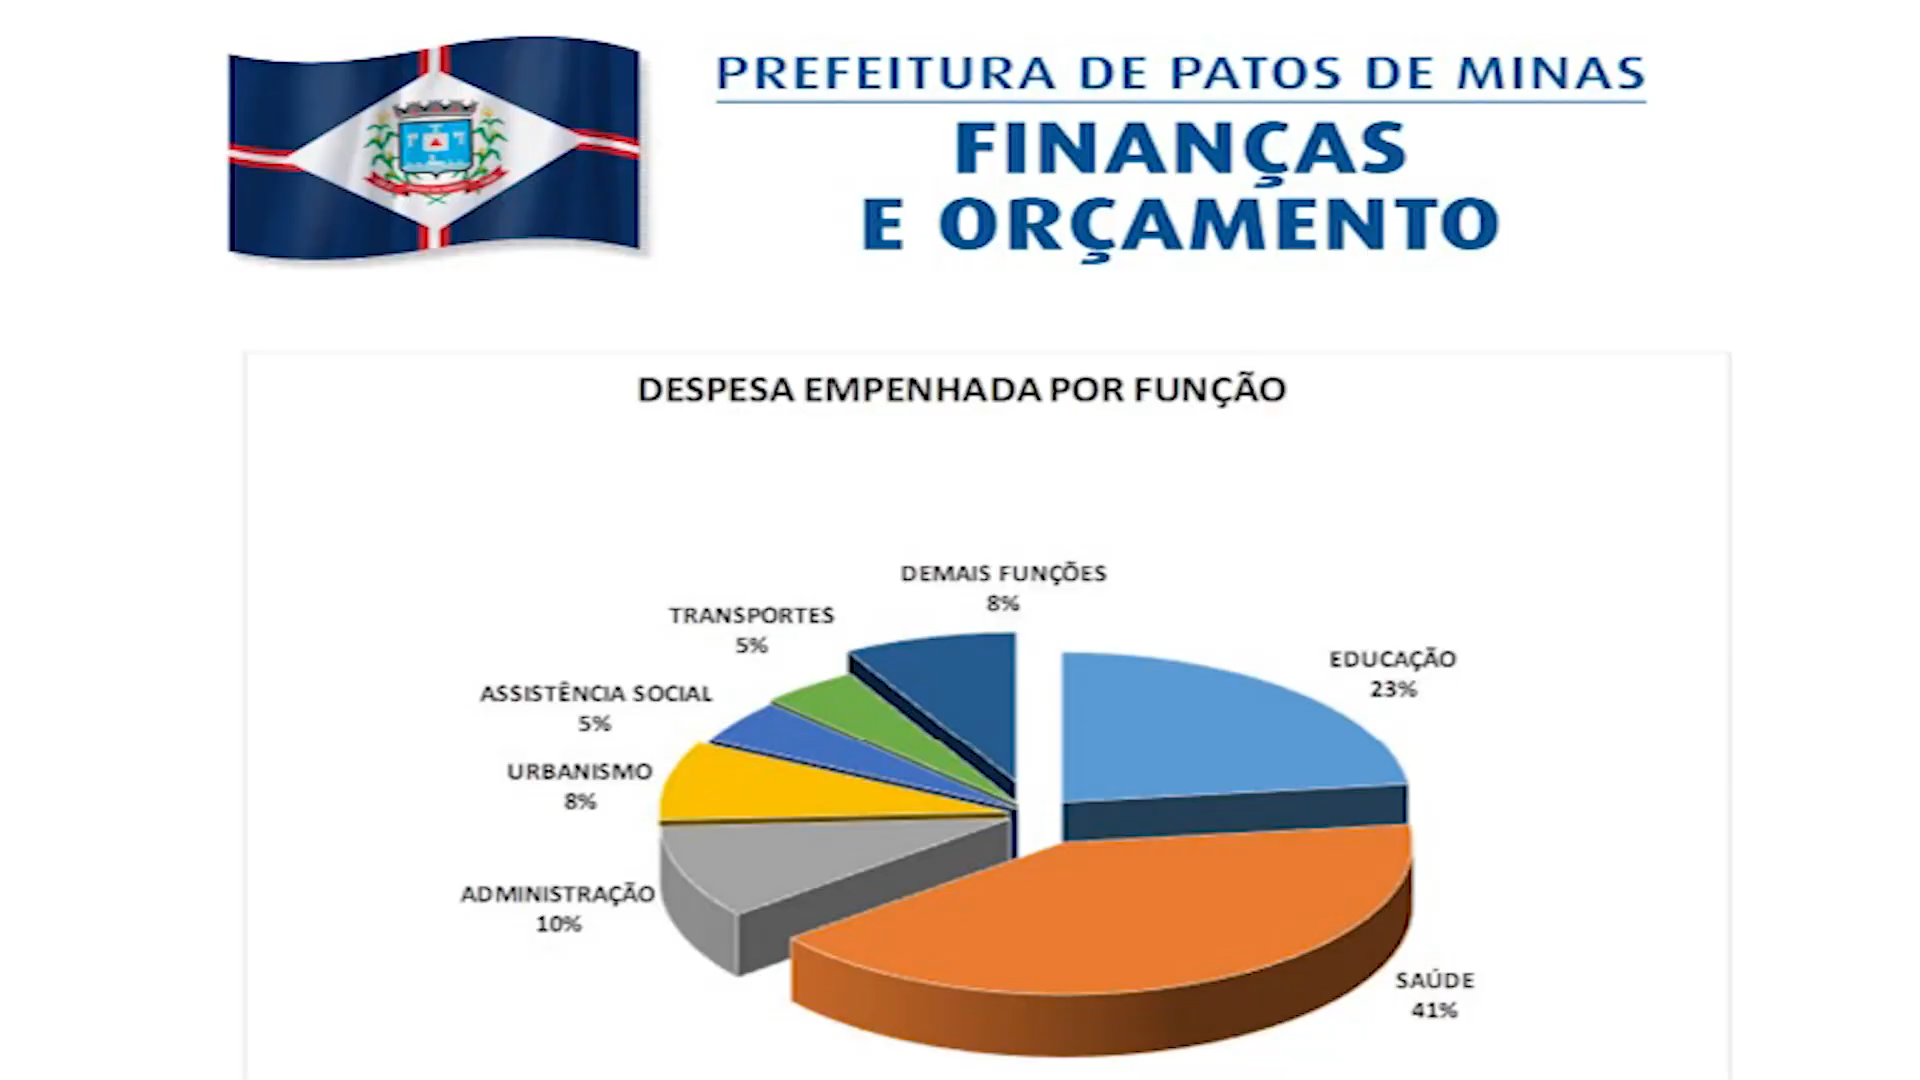 PREFEITURA DE PATOS DE MINAS
FINANÇAS
E ORÇAMENTO
DESPESA EMPENHADA POR FUNÇÃO
DEMAIS FUNÇÕES
8%
TRANSPORTES
5%
EDUCAÇÃO
23%
ASSISTÊNCIA SOCIAL
5%
URBANISMO
8%
ADMINISTRAÇÃO
10%
SAÚDE
41%